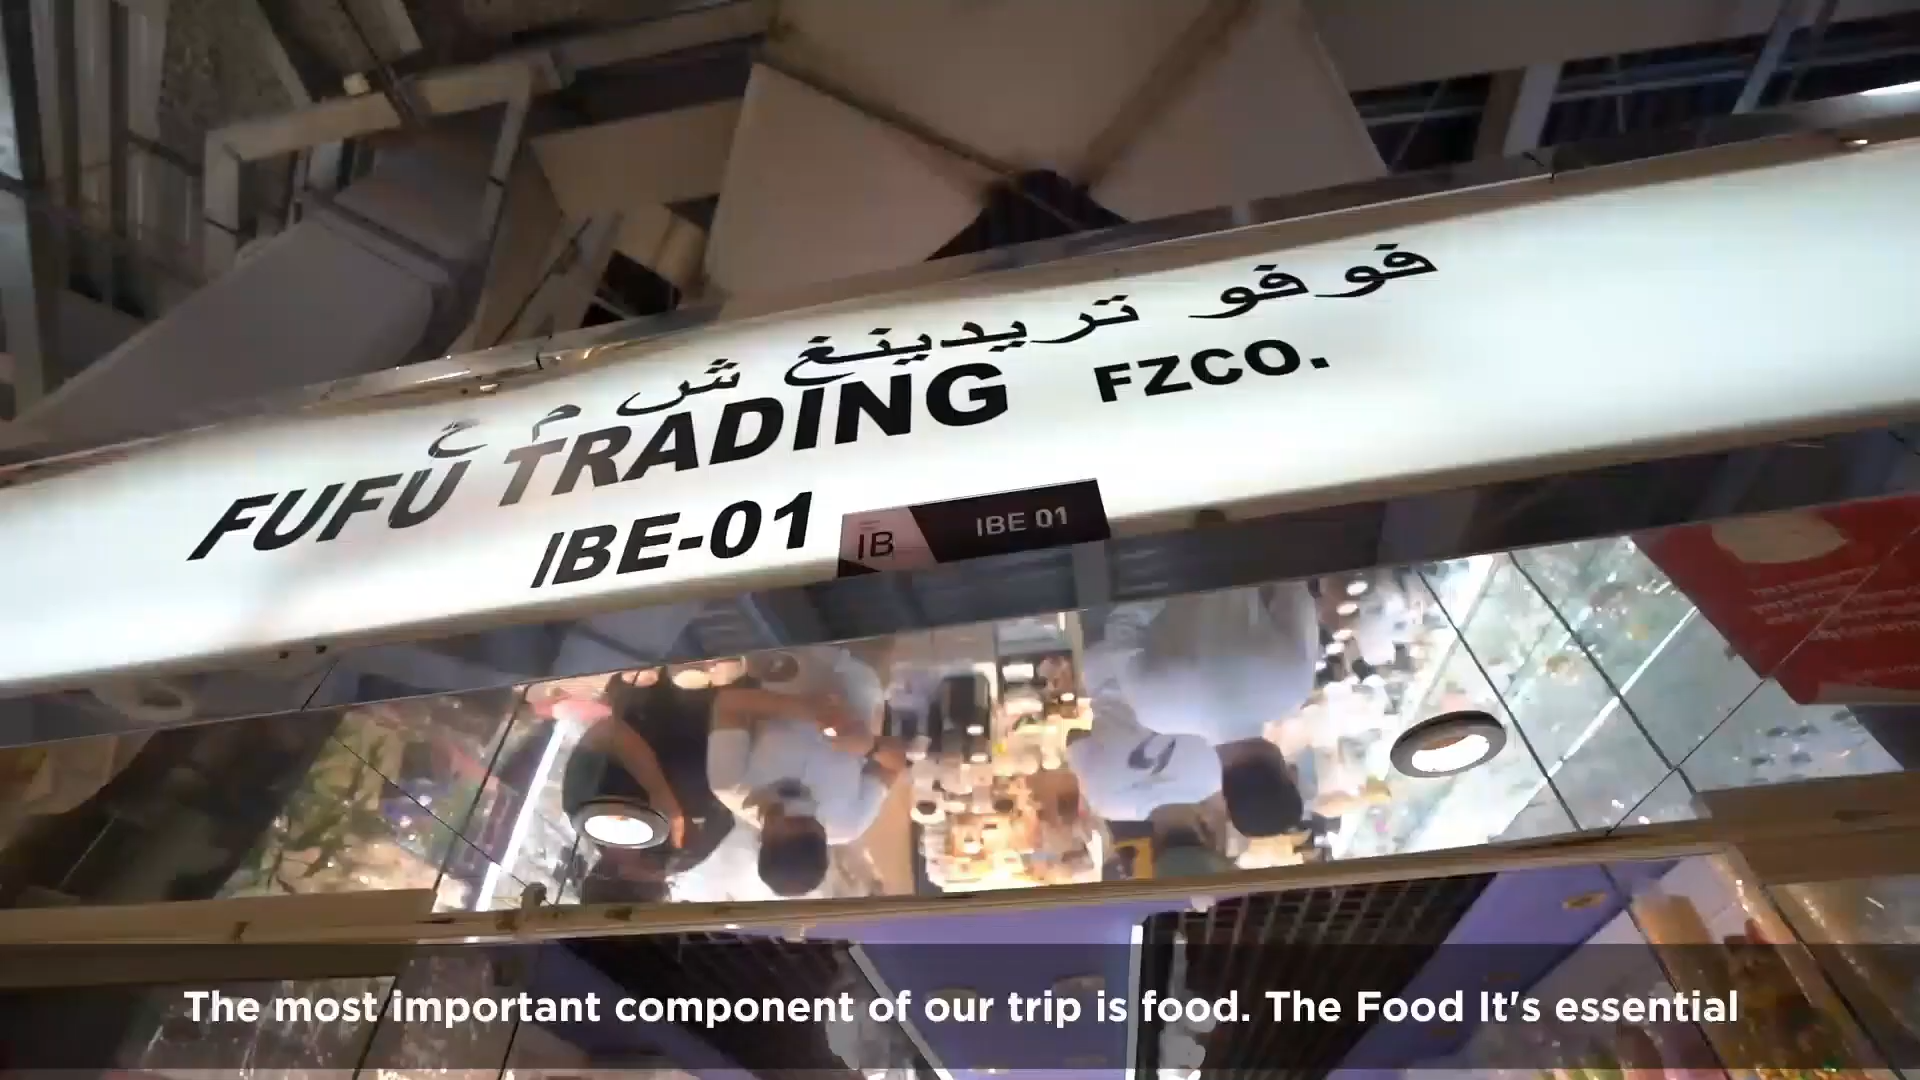 فوفو تريدينغ ش م ح
FUFU TRADING FZCO.
IBE-01
IB
IBE 01
The most important component of our trip is food. The Food It's essential